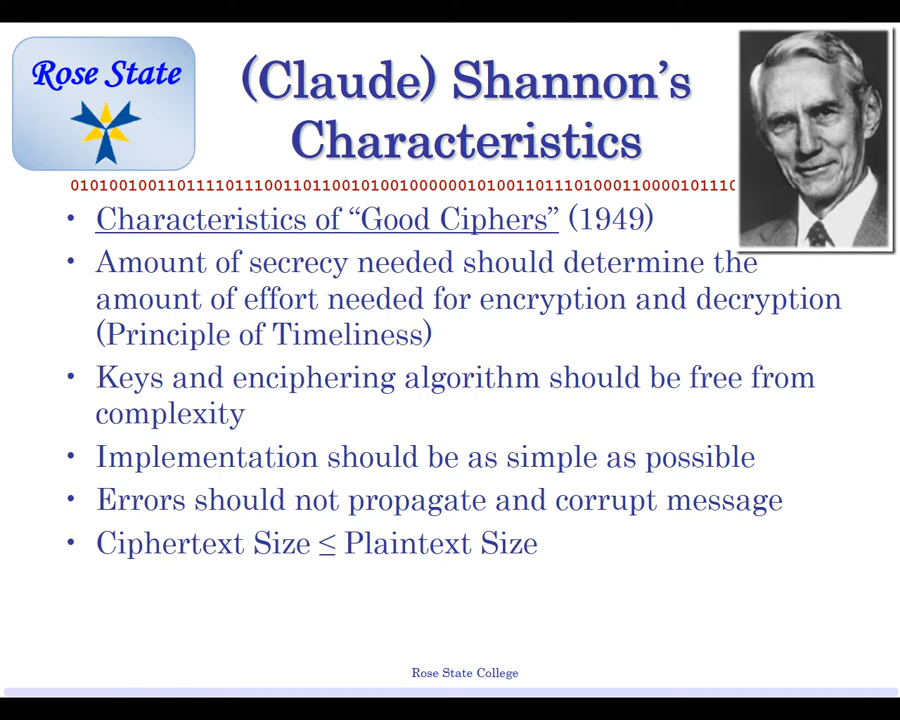 Rose State
(Claude) Shannon's
Characteristics
010100100110111101110011011001010010000001010011011101000110000101110
• Characteristics of “Good Ciphers” (1949)
• Amount of secrecy needed should determine the
amount of effort needed for encryption and decryption
(Principle of Timeliness)
• Keys and enciphering algorithm should be free from
complexity
• Implementation should be as simple as possible
• Errors should not propagate and corrupt message
• Ciphertext Size ≤ Plaintext Size
Rose State College